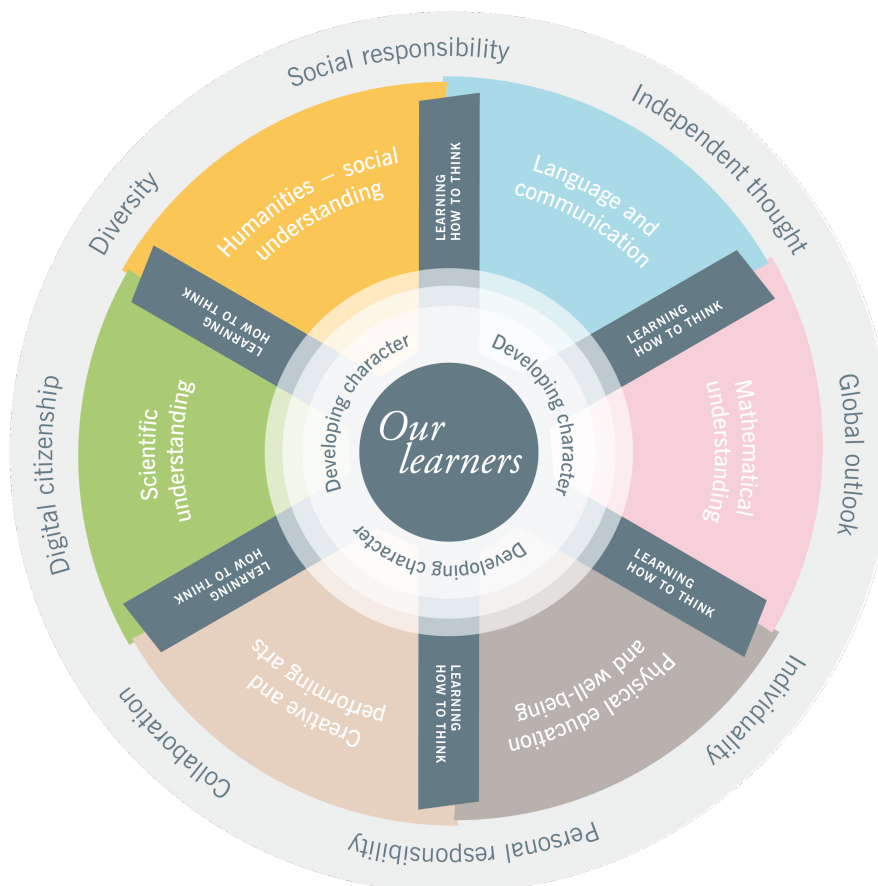 Social responsibility
Independent thought
Global outlook
Individuality
Personal responsibility
Collaboration
Digital citizenship
Diversity
Humanities – social
understanding
Language and
communication
Mathematical
understanding
Physical education
and well-being
Creative and
performing arts
Scientific
understanding
LEARNING
HOW TO THINK
LEARNING
HOW TO THINK
LEARNING
HOW TO THINK
LEARNING
HOW TO THINK
LEARNING
HOW TO THINK
LEARNING
HOW TO THINK
Developing character
Developing character
Developing character
Our
learners